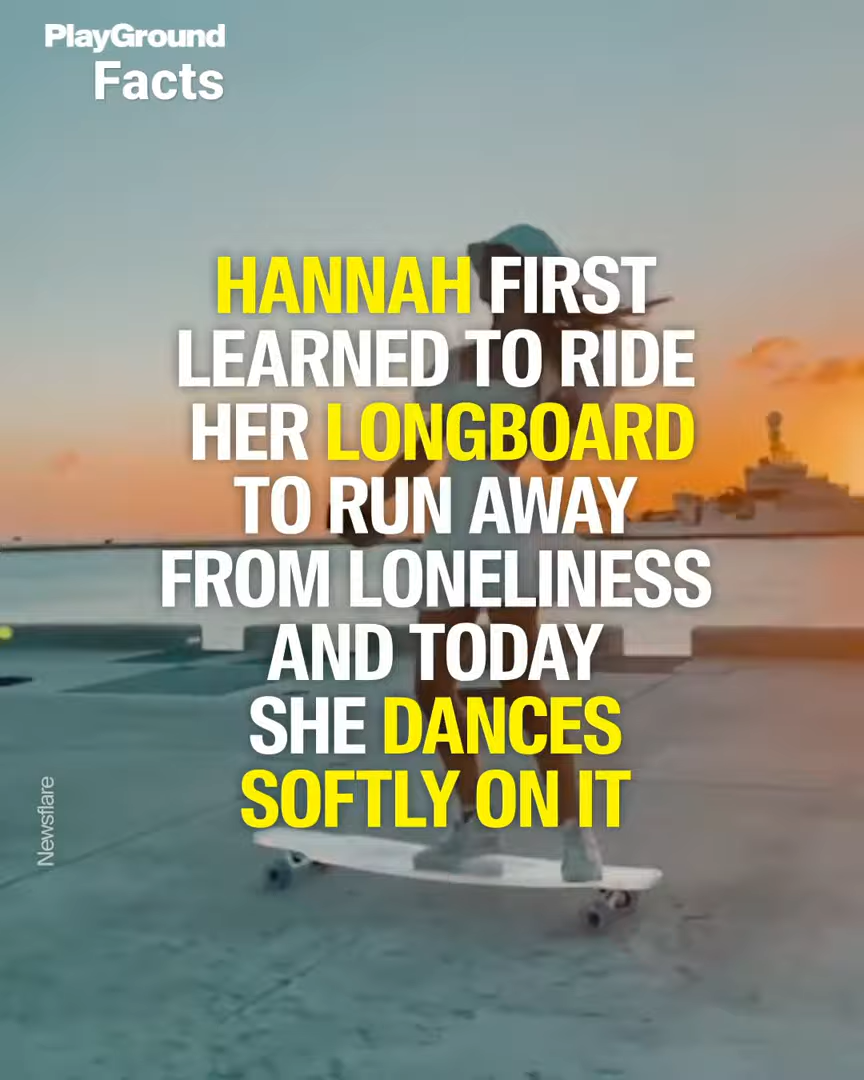 PlayGround
Facts
HANNAH FIRST
LEARNED TO RIDE
HER LONGBOARD
TO RUN AWAY
FROM LONELINESS
AND TODAY
SHE DANCES
SOFTLY ON IT
Newsflare